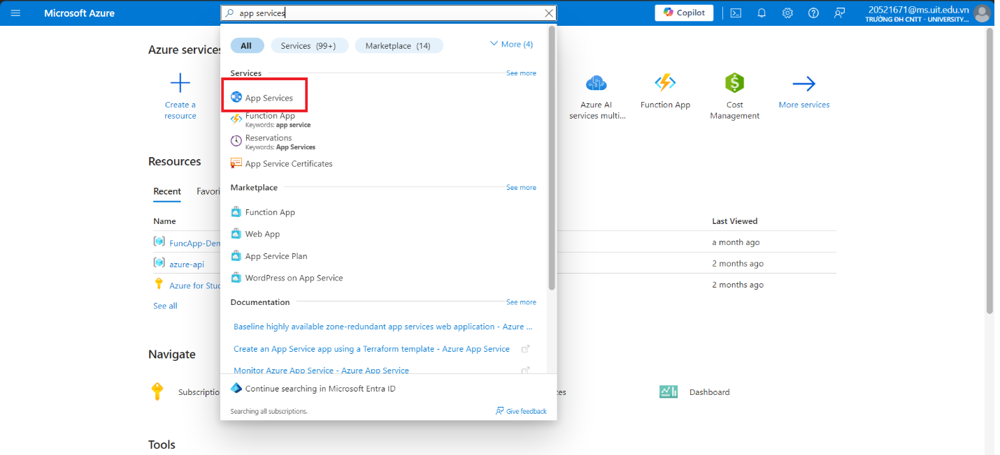 Microsoft Azure
app services
Copilot
20521671@ms.uit.edu.vn
TRƯỜNG ĐH CNTT - UNIVERSITY...
All
Services (99+)
Marketplace (14)
More (4)
Services
See more
App Services
Function App
Keywords: app service
Reservations
Keywords: App Services
App Service Certificates
Marketplace
See more
Function App
Web App
App Service Plan
WordPress on App Service
Documentation
See more
Baseline highly available zone-redundant app services web application - Azure ...
Create an App Service app using a Terraform template - Azure App Service
Monitor Azure App Service - Azure App Service
Continue searching in Microsoft Entra ID
Searching all subscriptions.
Give feedback
Azure services
Create a
resource
Azure AI
services multi...
Function App
Cost
Management
More services
Resources
Recent
Favori
Name
Last Viewed
FuncApp-Dem
a month ago
azure-api
2 months ago
Azure for Stud
2 months ago
See all
Navigate
Subscriptio
ces
Dashboard
Tools